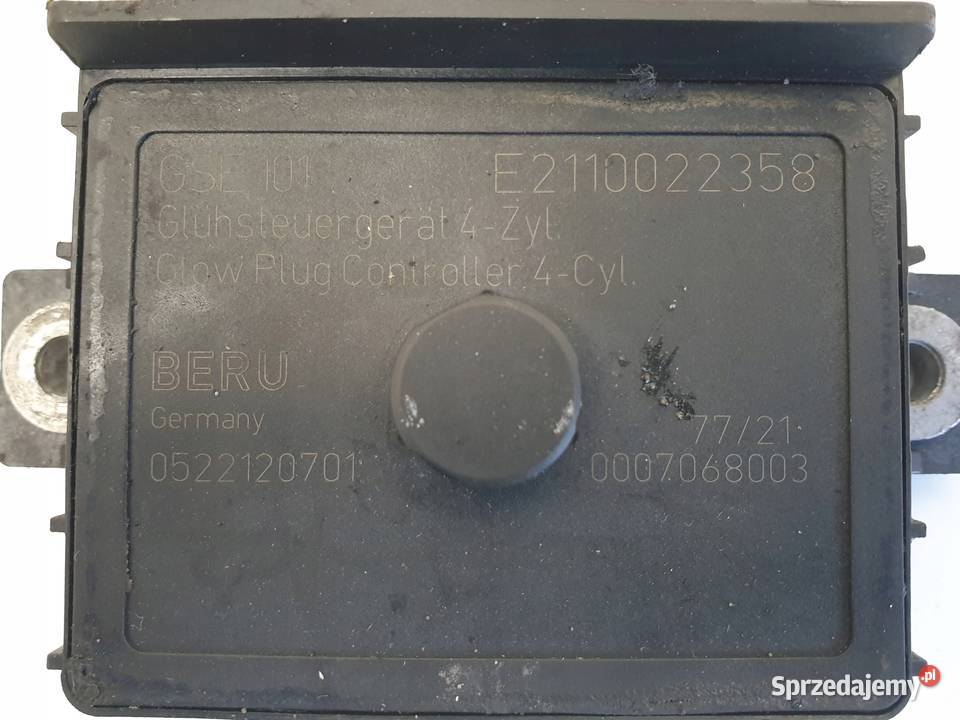 GSE 101 E2110022358
Glühsteuergerät 4-Zyl.
Glow Plug Controller 4-Cyl.
BERU
Germany 77/21
0522120701 0007068003
Sprzedajemy.pl